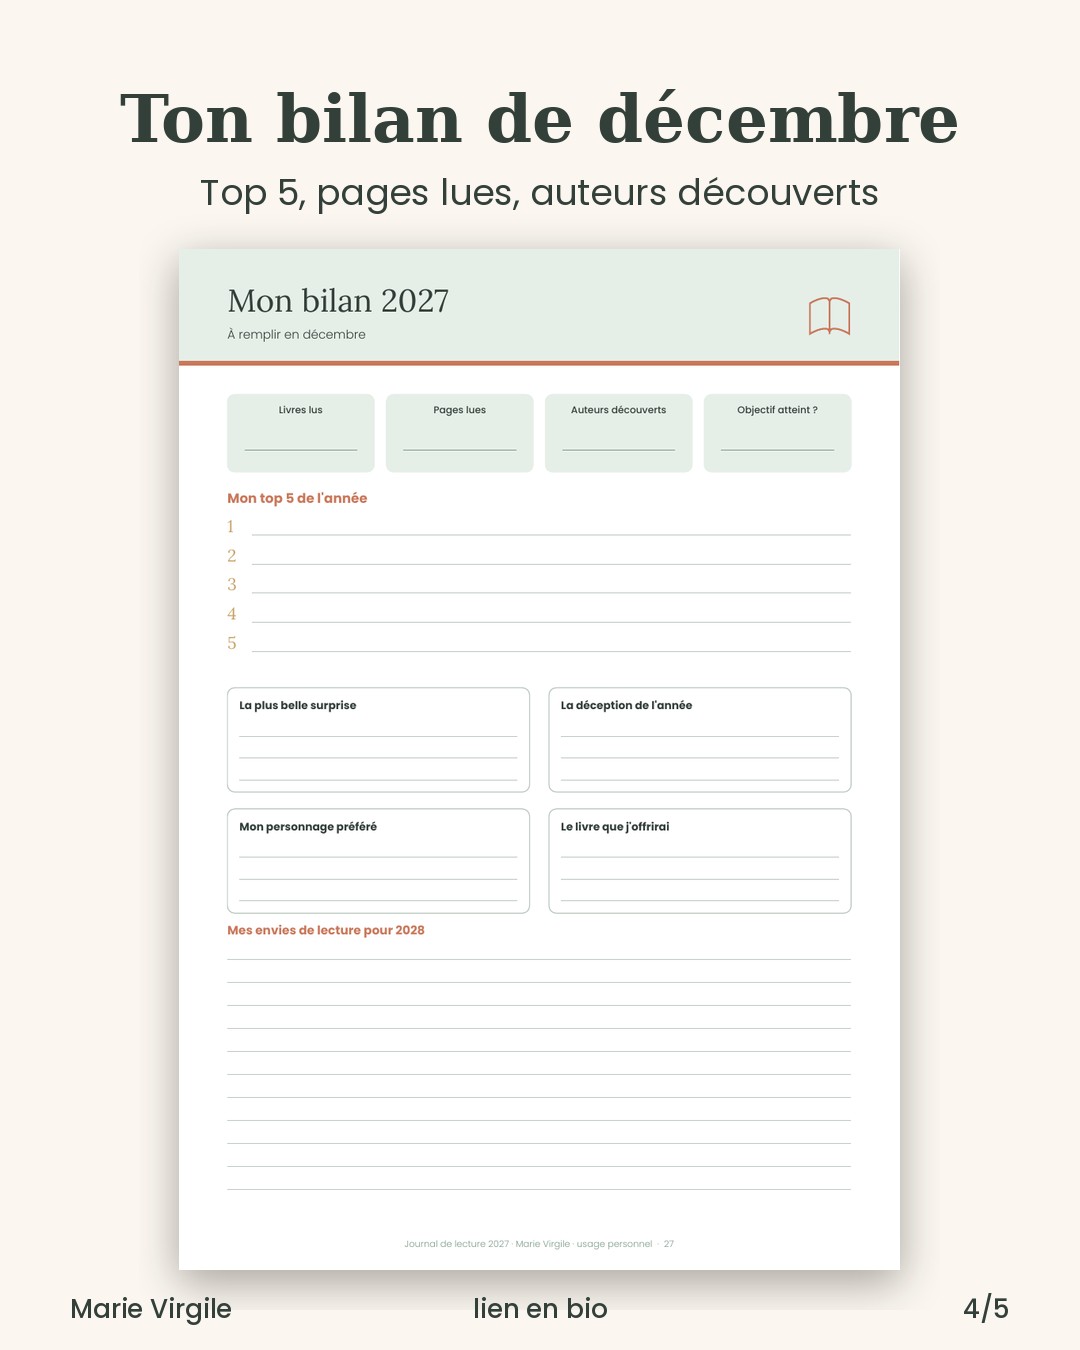 Ton bilan de décembre
Top 5, pages lues, auteurs découverts
Mon bilan 2027
À remplir en décembre
Livres lus
Pages lues
Auteurs découverts
Objectif atteint ?
Mon top 5 de l'année
1
2
3
4
5
La plus belle surprise
La déception de l'année
Mon personnage préféré
Le livre que j'offrirai
Mes envies de lecture pour 2028
Journal de lecture 2027 · Marie Virgile · usage personnel · 27
Marie Virgile
lien en bio
4/5